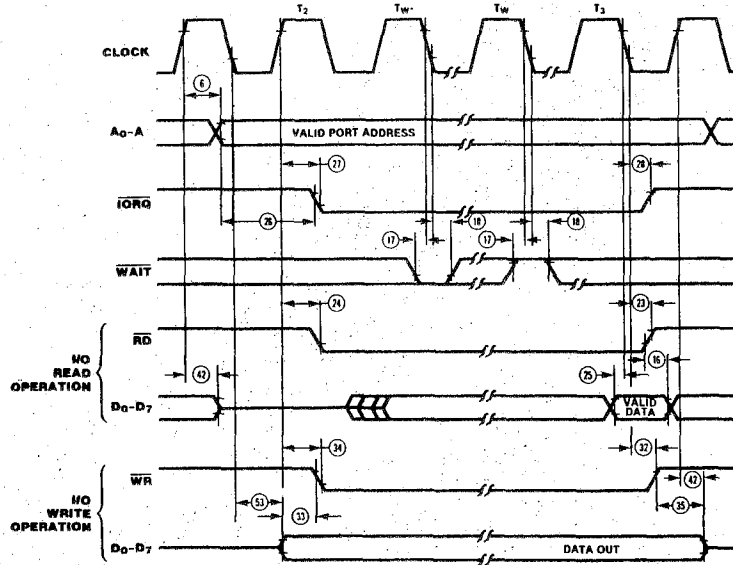 T₂ T_W* T_W T₃
CLOCK
6
A₀-A VALID PORT ADDRESS
27 28
IORQ
26
17 18 17 18
WAIT
24 23
RD
I/O
READ
OPERATION
42 25 16
D₀-D₇ VALID
DATA
34 32
WR
I/O
WRITE
OPERATION
53 33 42
35
D₀-D₇ DATA OUT